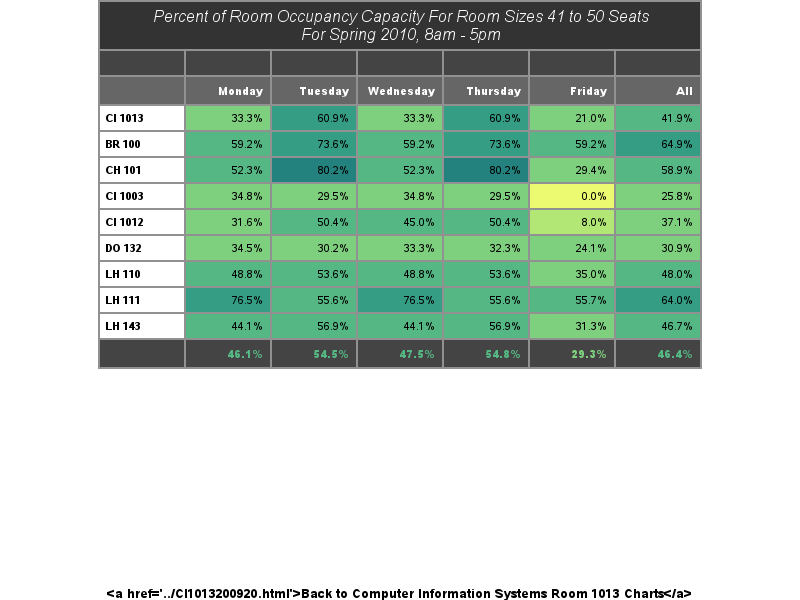 Percent of Room Occupancy Capacity For Room Sizes 41 to 50 Seats
For Spring 2010, 8am - 5pm
Monday Tuesday Wednesday Thursday Friday All
CI 1013 33.3% 60.9% 33.3% 60.9% 21.0% 41.9%
BR 100 59.2% 73.6% 59.2% 73.6% 59.2% 64.9%
CH 101 52.3% 80.2% 52.3% 80.2% 29.4% 58.9%
CI 1003 34.8% 29.5% 34.8% 29.5% 0.0% 25.8%
CI 1012 31.6% 50.4% 45.0% 50.4% 8.0% 37.1%
DO 132 34.5% 30.2% 33.3% 32.3% 24.1% 30.9%
LH 110 48.8% 53.6% 48.8% 53.6% 35.0% 48.0%
LH 111 76.5% 55.6% 76.5% 55.6% 55.7% 64.0%
LH 143 44.1% 56.9% 44.1% 56.9% 31.3% 46.7%
46.1% 54.5% 47.5% 54.8% 29.3% 46.4%
<a href='../CI1013200920.html'>Back to Computer Information Systems Room 1013 Charts</a>